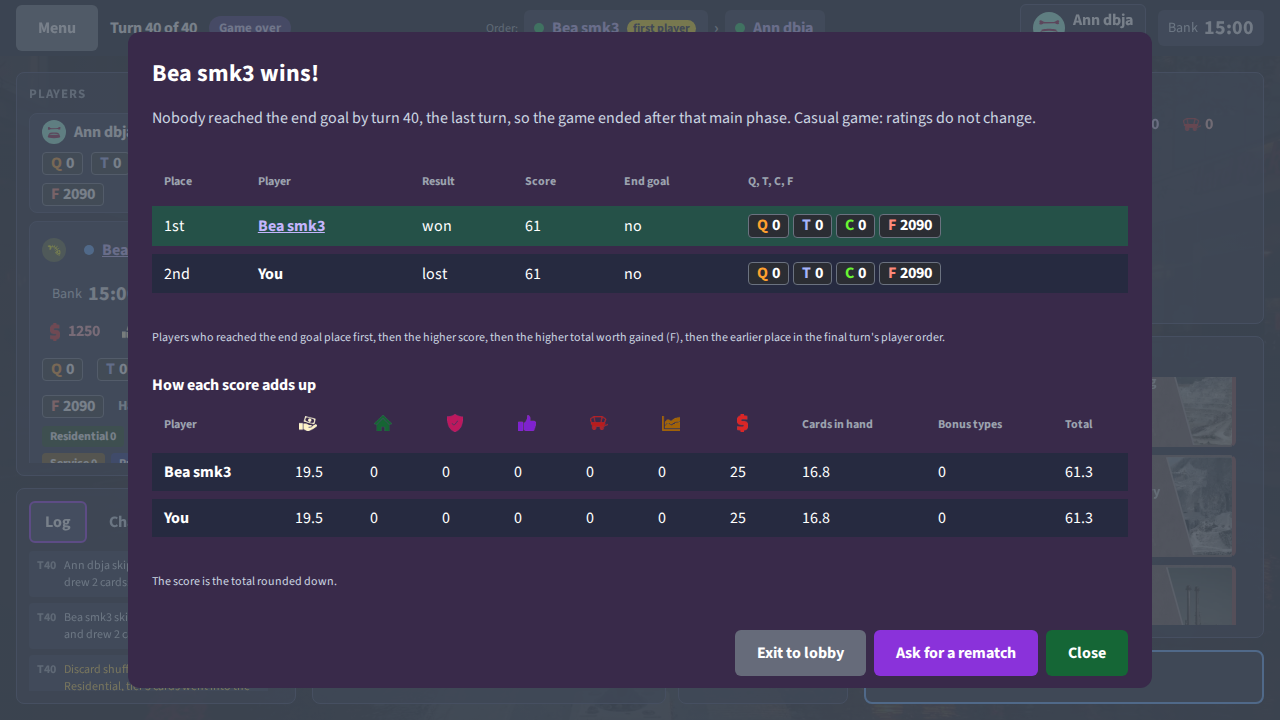 Menu
Turn 40 of 40
Game over
Order:
Bea smk3
first player
›
Ann dbja
Ann dbja
Bank 15:00
Bea smk3 wins!
Nobody reached the end goal by turn 40, the last turn, so the game ended after that main phase. Casual game: ratings do not change.
Place Player Result Score End goal Q, T, C, F
1st Bea smk3 won 61 no Q 0 T 0 C 0 F 2090
2nd You lost 61 no Q 0 T 0 C 0 F 2090
Players who reached the end goal place first, then the higher score, then the higher total worth gained (F), then the earlier place in the final turn's player order.
How each score adds up
Player Cards in hand Bonus types Total
Bea smk3 19.5 0 0 0 0 0 25 16.8 0 61.3
You 19.5 0 0 0 0 0 25 16.8 0 61.3
The score is the total rounded down.
Exit to lobby
Ask for a rematch
Close
PLAYERS
Ann dbja
Q 0 T 0
F 2090
Bea
Bank 15:0
1250
Q 0 T 0
F 2090 H
Residential 0
Service 0
Log
T40 Ann dbja
drew 2 cards
T40 Bea smk3
and drew 2
T40 Discard
Residential,
0 0